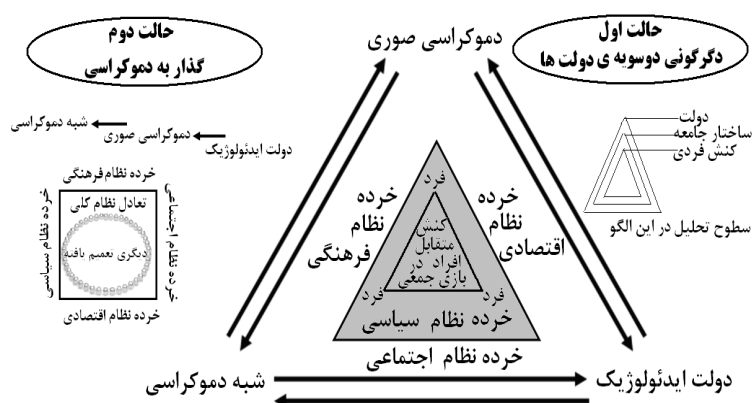 حالت اول
دگرگونی دوسویه ی دولت ها
دموکراسی صوری
حالت دوم
گذار به دموکراسی
دولت
ساختار جامعه
کنش فردی
سطوح تحلیل در این الگو
شبه دموکراسی
دموکراسی صوری
دولت ایدئولوژیک
خرده نظام فرهنگی
خرده نظام اجتماعی
تعادل نظام کلی
دیگری تعمیم یافته
خرده نظام سیاسی
خرده نظام اقتصادی
خرده
نظام
اقتصادی
خرده
نظام
فرهنگی
فرد
کنش
متقابل
افراد در
بازی جمعی
فرد
فرد
خرده نظام سیاسی
خرده نظام اجتماعی
دولت ایدئولوژیک
شبه دموکراسی